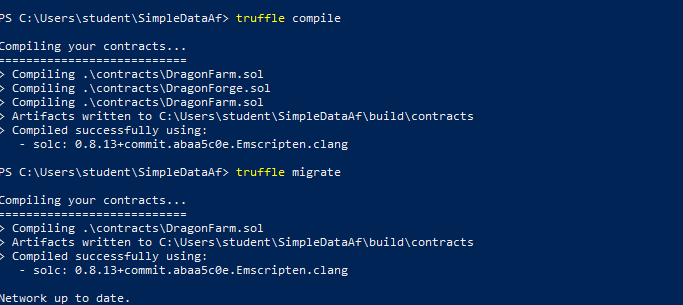 PS C:\Users\student\SimpleDataAf> truffle compile
Compiling your contracts...
===========================
> Compiling .\contracts\DragonFarm.sol
> Compiling .\contracts\DragonForge.sol
> Compiling .\contracts\DragonFarm.sol
> Artifacts written to C:\Users\student\SimpleDataAf\build\contracts
> Compiled successfully using:
   - solc: 0.8.13+commit.abaa5c0e.Emscripten.clang
PS C:\Users\student\SimpleDataAf> truffle migrate
Compiling your contracts...
===========================
> Compiling .\contracts\DragonFarm.sol
> Artifacts written to C:\Users\student\SimpleDataAf\build\contracts
> Compiled successfully using:
   - solc: 0.8.13+commit.abaa5c0e.Emscripten.clang
Network up to date.